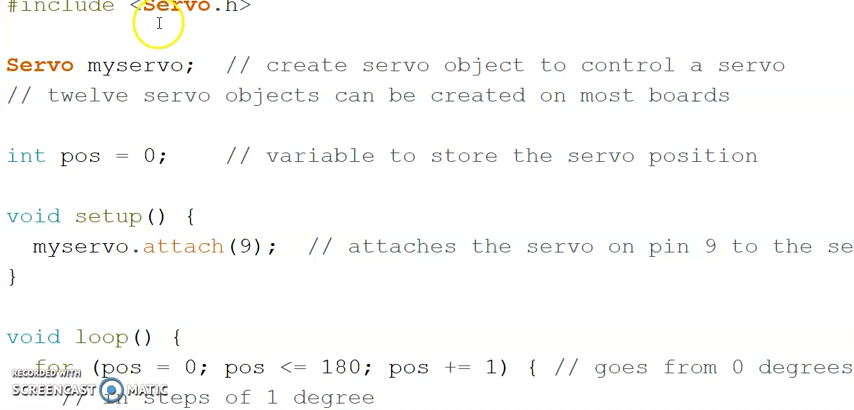 #include <Servo.h>
Servo myservo;  // create servo object to control a servo
// twelve servo objects can be created on most boards
int pos = 0;    // variable to store the servo position
void setup() {
  myservo.attach(9);  // attaches the servo on pin 9 to the se
}
void loop() {
  for (pos = 0; pos <= 180; pos += 1) { // goes from 0 degrees
RECORDED WITH
    // in steps of 1 degree
SCREENCAST MATIC